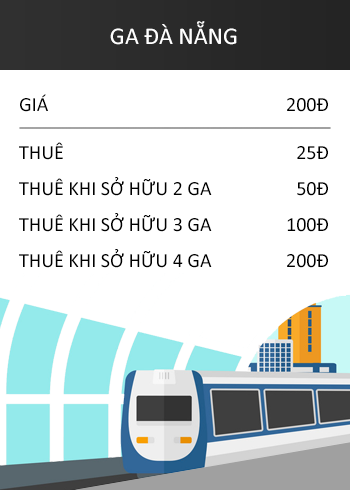 GA ĐÀ NẴNG
GIÁ 200Đ
THUÊ 25Đ
THUÊ KHI SỞ HỮU 2 GA 50Đ
THUÊ KHI SỞ HỮU 3 GA 100Đ
THUÊ KHI SỞ HỮU 4 GA 200Đ